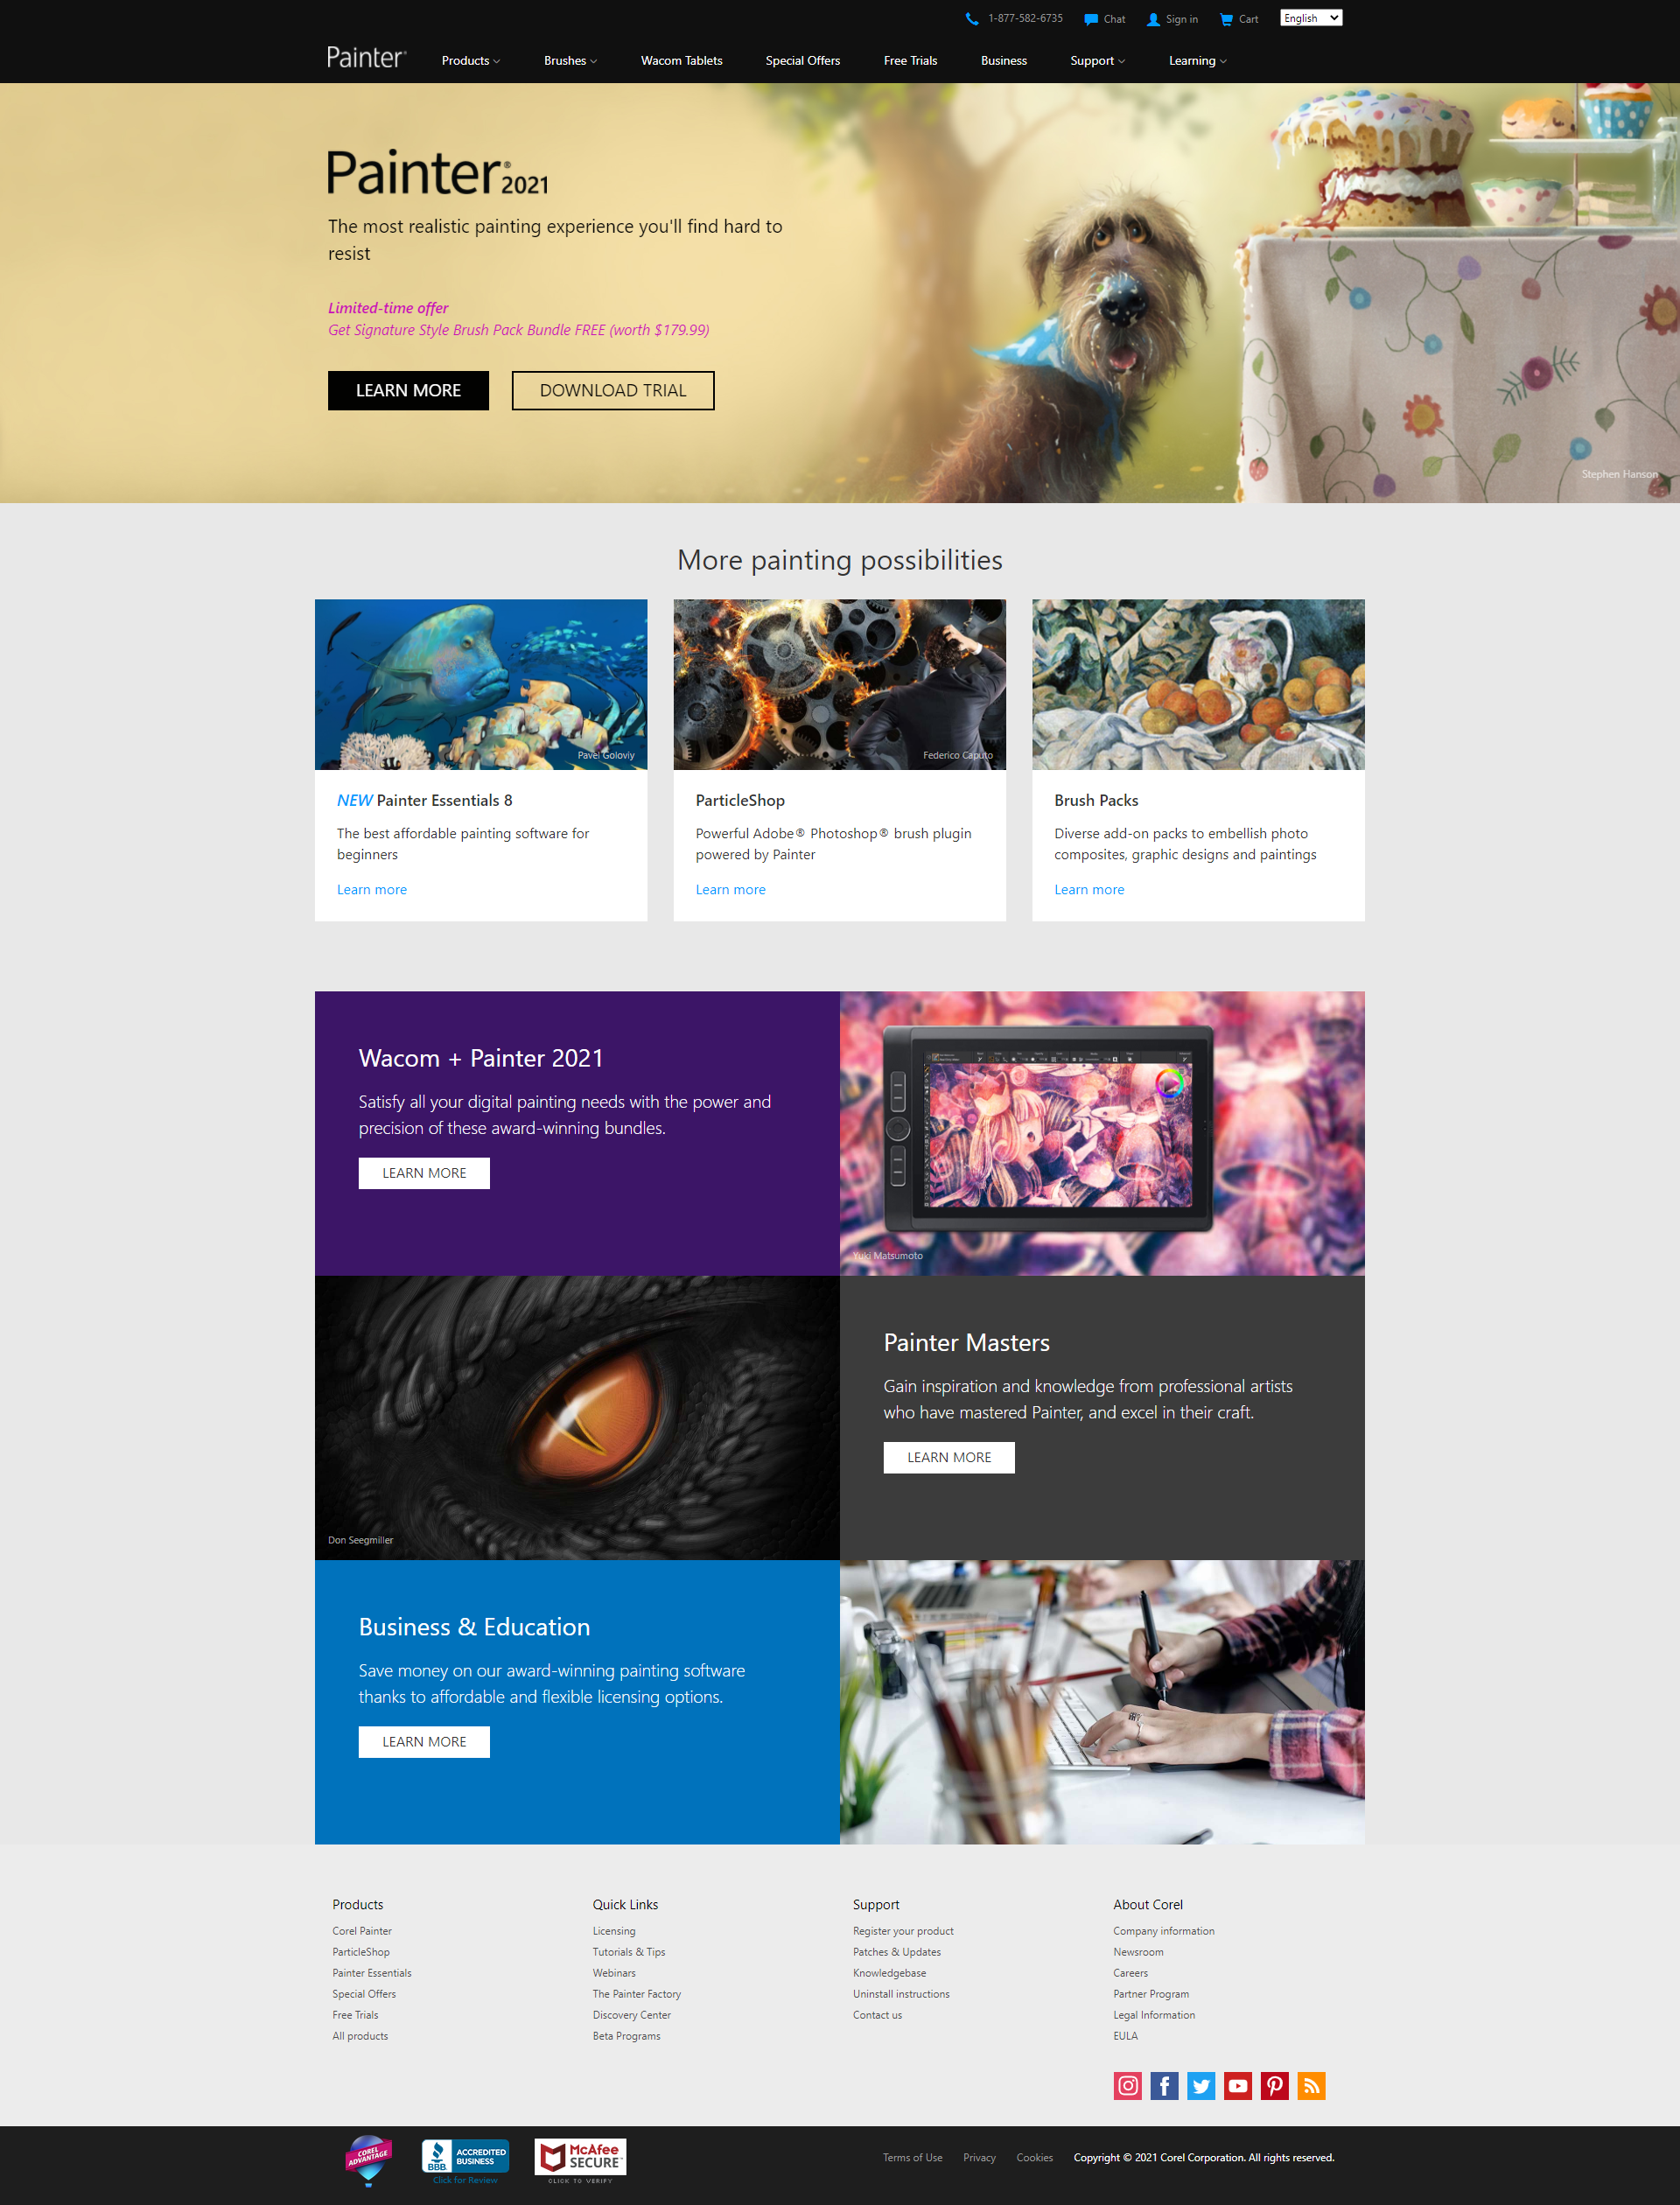 1-877-582-6735 Chat Sign in Cart English
Painter® Products Brushes Wacom Tablets Special Offers Free Trials Business Support Learning
Painter® 2021
The most realistic painting experience you'll find hard to
resist
Limited-time offer
Get Signature Style Brush Pack Bundle FREE (worth $179.99)
LEARN MORE DOWNLOAD TRIAL
Stephen Hanson
More painting possibilities
Pavel Goloviy
NEW Painter Essentials 8
The best affordable painting software for
beginners
Learn more
Federico Caputo
ParticleShop
Powerful Adobe® Photoshop® brush plugin
powered by Painter
Learn more
Brush Packs
Diverse add-on packs to embellish photo
composites, graphic designs and paintings
Learn more
Wacom + Painter 2021
Satisfy all your digital painting needs with the power and
precision of these award-winning bundles.
LEARN MORE
Yuki Matsumoto
Don Seegmiller
Painter Masters
Gain inspiration and knowledge from professional artists
who have mastered Painter, and excel in their craft.
LEARN MORE
Business & Education
Save money on our award-winning painting software
thanks to affordable and flexible licensing options.
LEARN MORE
Products
Corel Painter
ParticleShop
Painter Essentials
Special Offers
Free Trials
All products
Quick Links
Licensing
Tutorials & Tips
Webinars
The Painter Factory
Discovery Center
Beta Programs
Support
Register your product
Patches & Updates
Knowledgebase
Uninstall instructions
Contact us
About Corel
Company information
Newsroom
Careers
Partner Program
Legal Information
EULA
COREL
ADVANTAGE
BBB
ACCREDITED
BUSINESS
Click for Review
McAfee
SECURE
CLICK TO VERIFY
Terms of Use Privacy Cookies Copyright © 2021 Corel Corporation. All rights reserved.